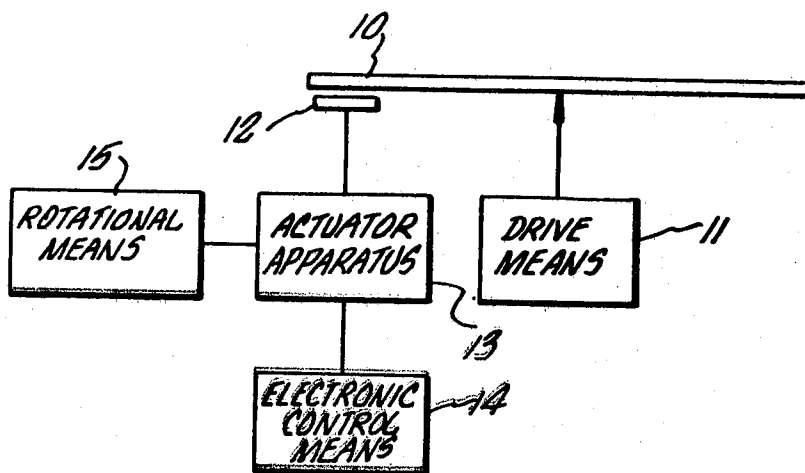 10
12
15
ROTATIONAL
MEANS
ACTUATOR
APPARATUS
DRIVE
MEANS
11
13
ELECTRONIC
CONTROL
MEANS
14